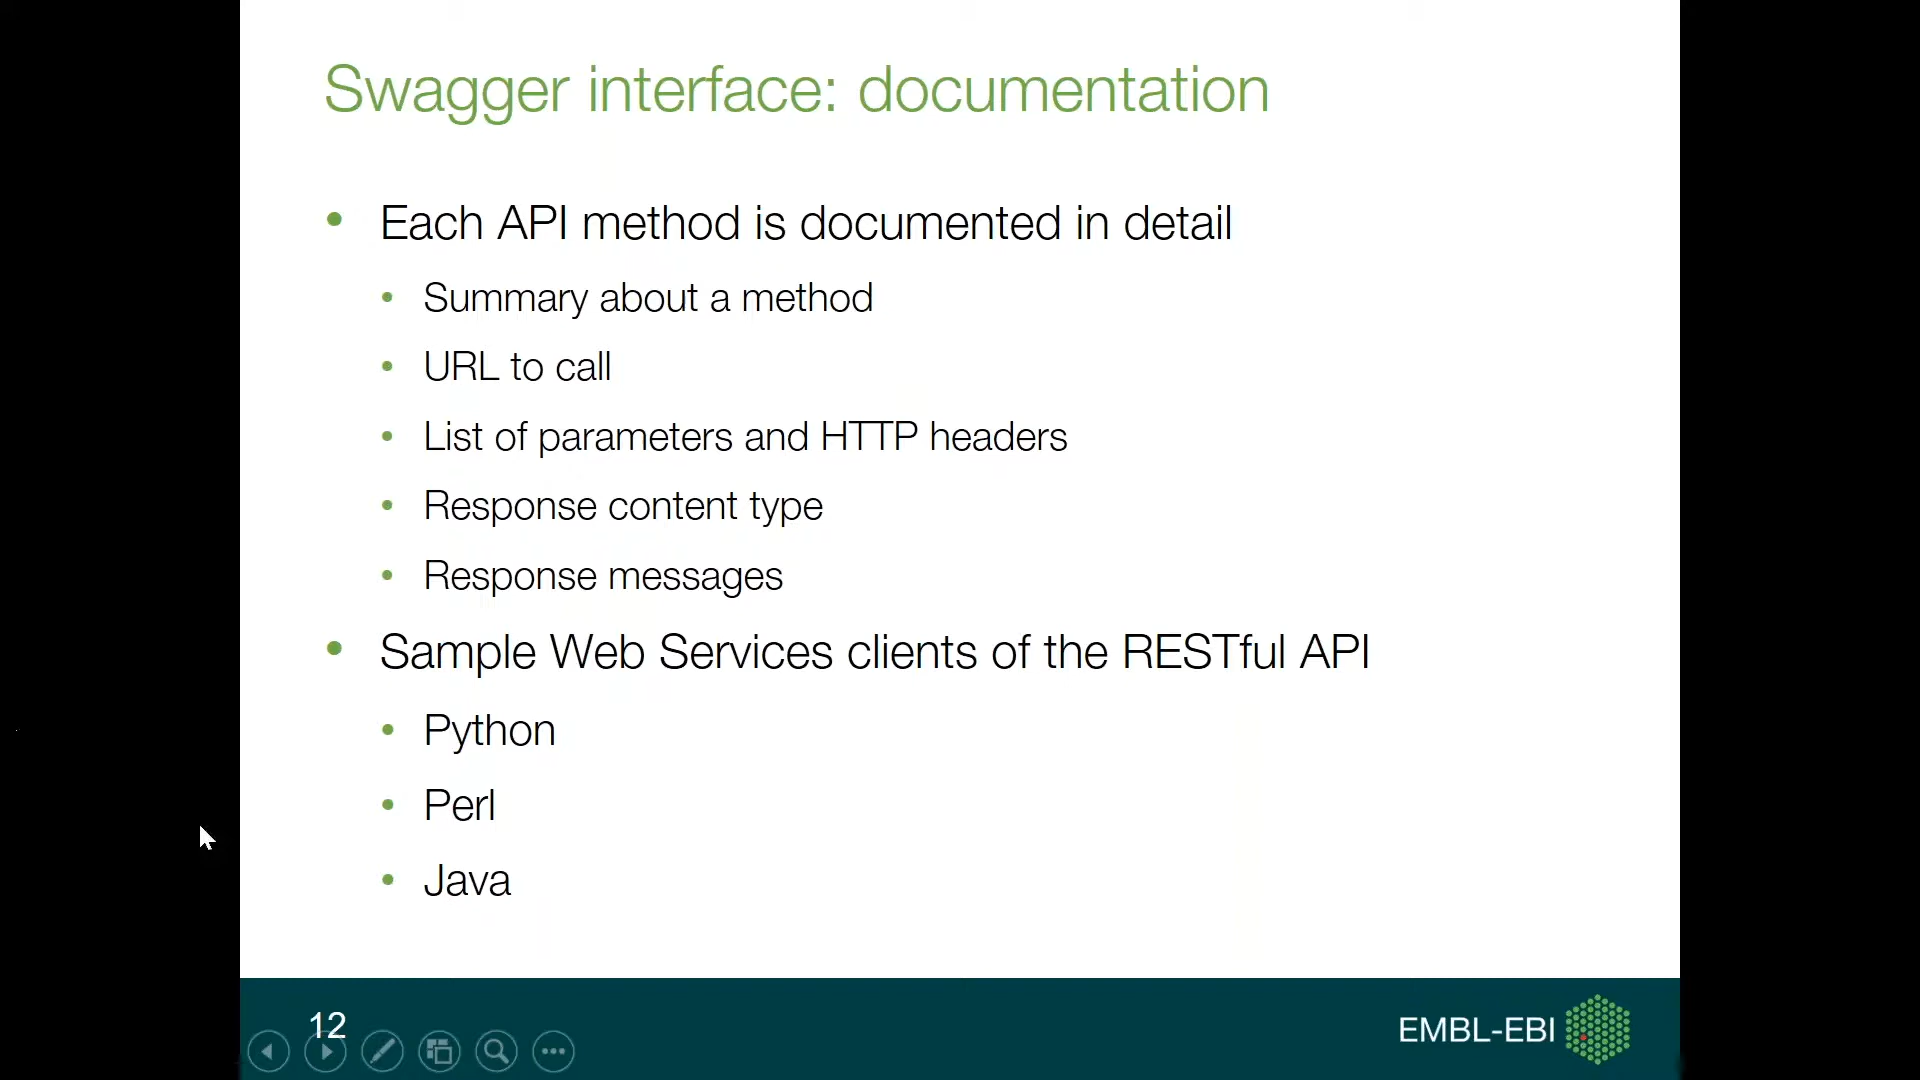 Swagger interface: documentation
• Each API method is documented in detail
• Summary about a method
• URL to call
• List of parameters and HTTP headers
• Response content type
• Response messages
• Sample Web Services clients of the RESTful API
• Python
• Perl
• Java
12
EMBL-EBI